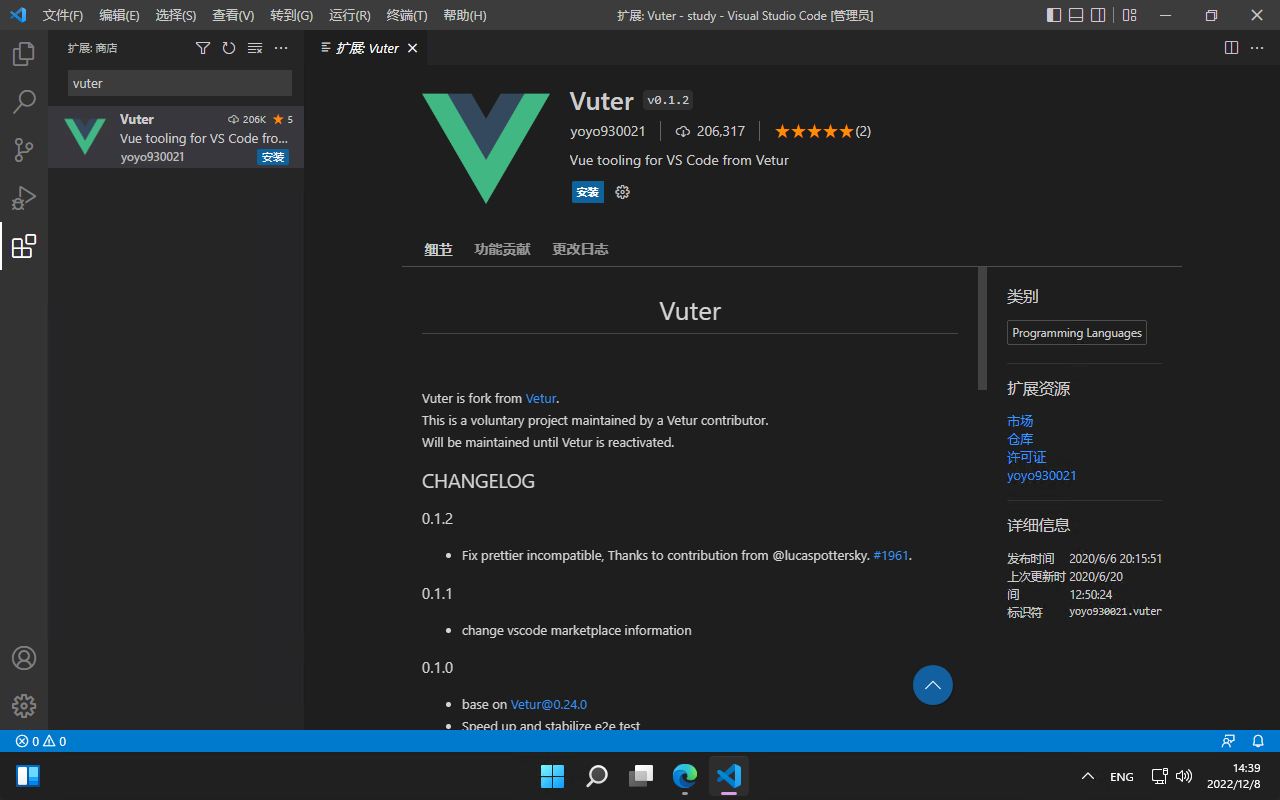 文件(F) 编辑(E) 选择(S) 查看(V) 转到(G) 运行(R) 终端(T) 帮助(H) 扩展: Vuter - study - Visual Studio Code [管理员]
扩展: 商店
扩展: Vuter
vuter
Vuter 206K 5
Vue tooling for VS Code fro...
yoyo930021 安装
Vuter v0.1.2
yoyo930021 206,317 (2)
Vue tooling for VS Code from Vetur
安装
细节 功能贡献 更改日志
Vuter
Vuter is fork from Vetur.
This is a voluntary project maintained by a Vetur contributor.
Will be maintained until Vetur is reactivated.
CHANGELOG
0.1.2
• Fix prettier incompatible, Thanks to contribution from @lucaspottersky. #1961.
0.1.1
• change vscode marketplace information
0.1.0
• base on Vetur@0.24.0
• Speed up and stabilize e2e test
类别
Programming Languages
扩展资源
市场
仓库
许可证
yoyo930021
详细信息
发布时间 2020/6/6 20:15:51
上次更新时 2020/6/20
间 12:50:24
标识符 yoyo930021.vuter
0 0
ENG
14:39
2022/12/8